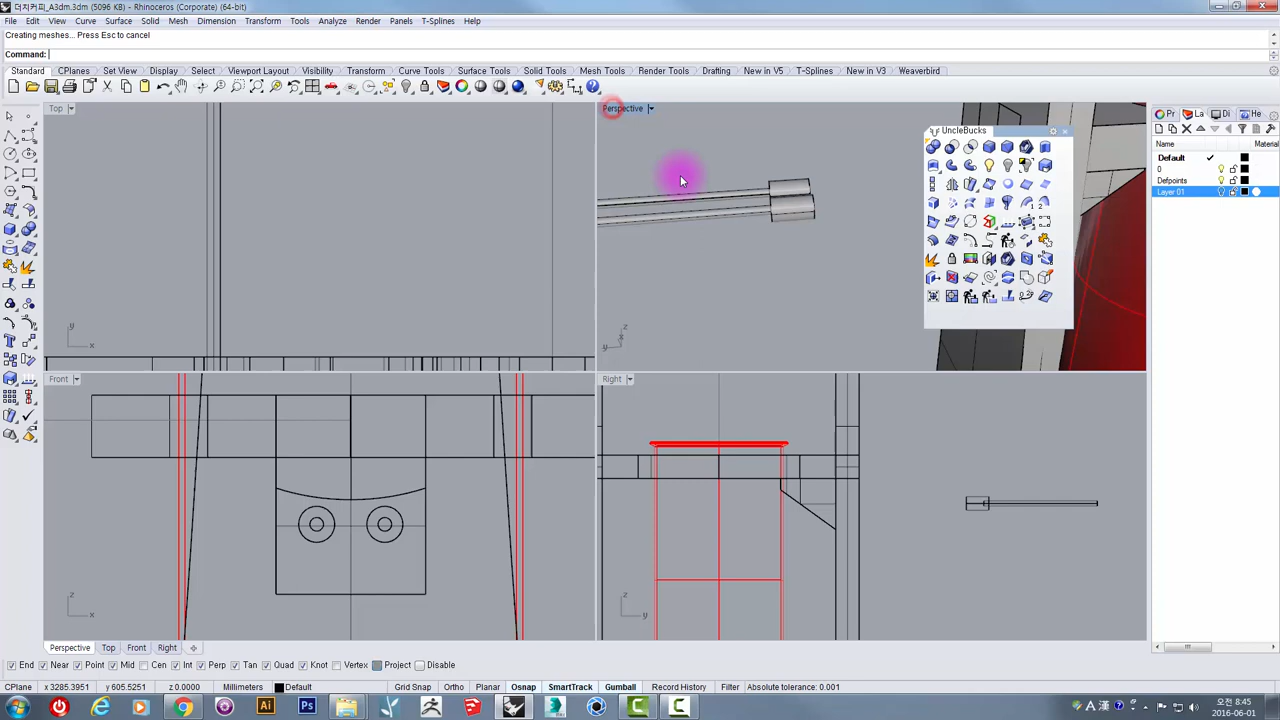 더치커피_A3dm.3dm (5096 KB) - Rhinoceros (Corporate) (64-bit)
File Edit View Curve Surface Solid Mesh Dimension Transform Tools Analyze Render Panels T-Splines Help
Creating meshes... Press Esc to cancel
Command:
Standard CPlanes Set View Display Select Viewport Layout Visibility Transform Curve Tools Surface Tools Solid Tools Mesh Tools Render Tools Drafting New in V5 T-Splines New in V3 Weaverbird
Top
Perspective
Pr La Di He
UncleBucks
Name Material
Default
0
Defpoints
Layer 01
y
x
z
y
x
Front
Right
z
x
z
y
Perspective Top Front Right
End Near Point Mid Cen Int Perp Tan Quad Knot Vertex Project Disable
CPlane x 3285.3951 y 605.5251 z 0.0000 Millimeters Default Grid Snap Ortho Planar Osnap SmartTrack Gumball Record History Filter Absolute tolerance: 0.001
오전 8:45
2016-06-01